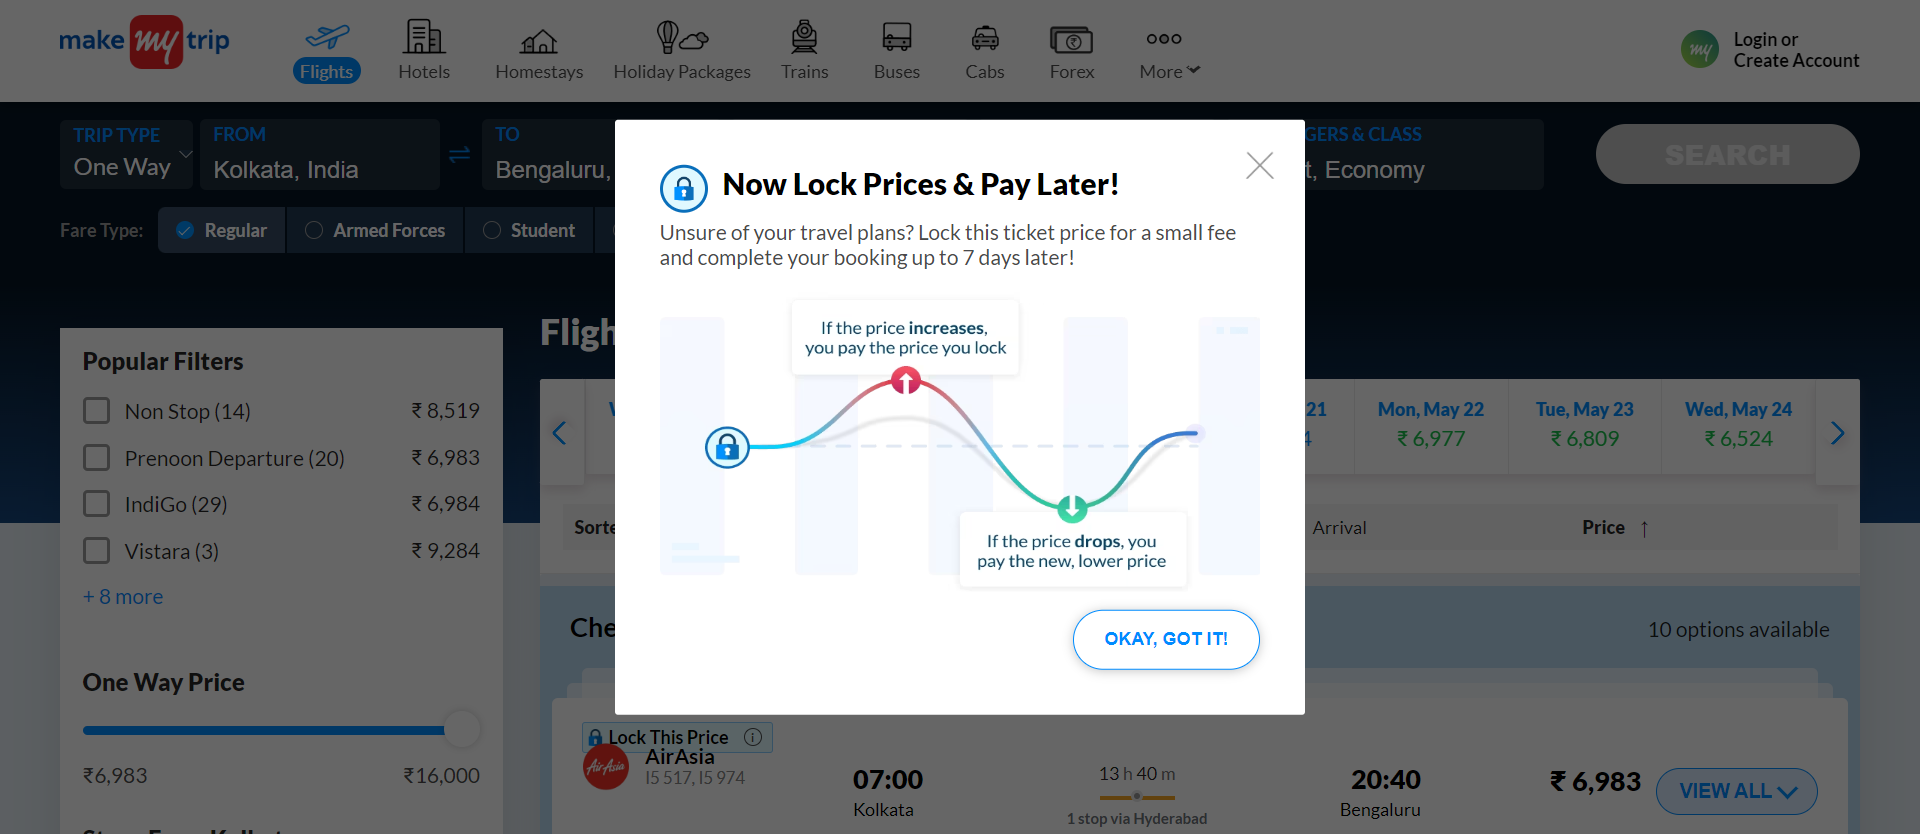 make my trip
Flights
Hotels
Homestays
Holiday Packages
Trains
Buses
Cabs
Forex
More
my
Login or
Create Account
TRIP TYPE
One Way
FROM
Kolkata, India
TO
Bengaluru,
GERS & CLASS
t, Economy
SEARCH
Fare Type:
Regular
Armed Forces
Student
Now Lock Prices & Pay Later!
Unsure of your travel plans? Lock this ticket price for a small fee
and complete your booking up to 7 days later!
If the price increases,
you pay the price you lock
If the price drops, you
pay the new, lower price
OKAY, GOT IT!
Popular Filters
Non Stop (14) ₹ 8,519
Prenoon Departure (20) ₹ 6,983
IndiGo (29) ₹ 6,984
Vistara (3) ₹ 9,284
+ 8 more
One Way Price
₹6,983 ₹16,000
Fligh
21
Mon, May 22
₹ 6,977
Tue, May 23
₹ 6,809
Wed, May 24
₹ 6,524
Sorte
Arrival
Price
Che
10 options available
Lock This Price
AirAsia
AirAsia
I5 517, I5 974
07:00
Kolkata
13 h 40 m
1 stop via Hyderabad
20:40
Bengaluru
₹ 6,983
VIEW ALL